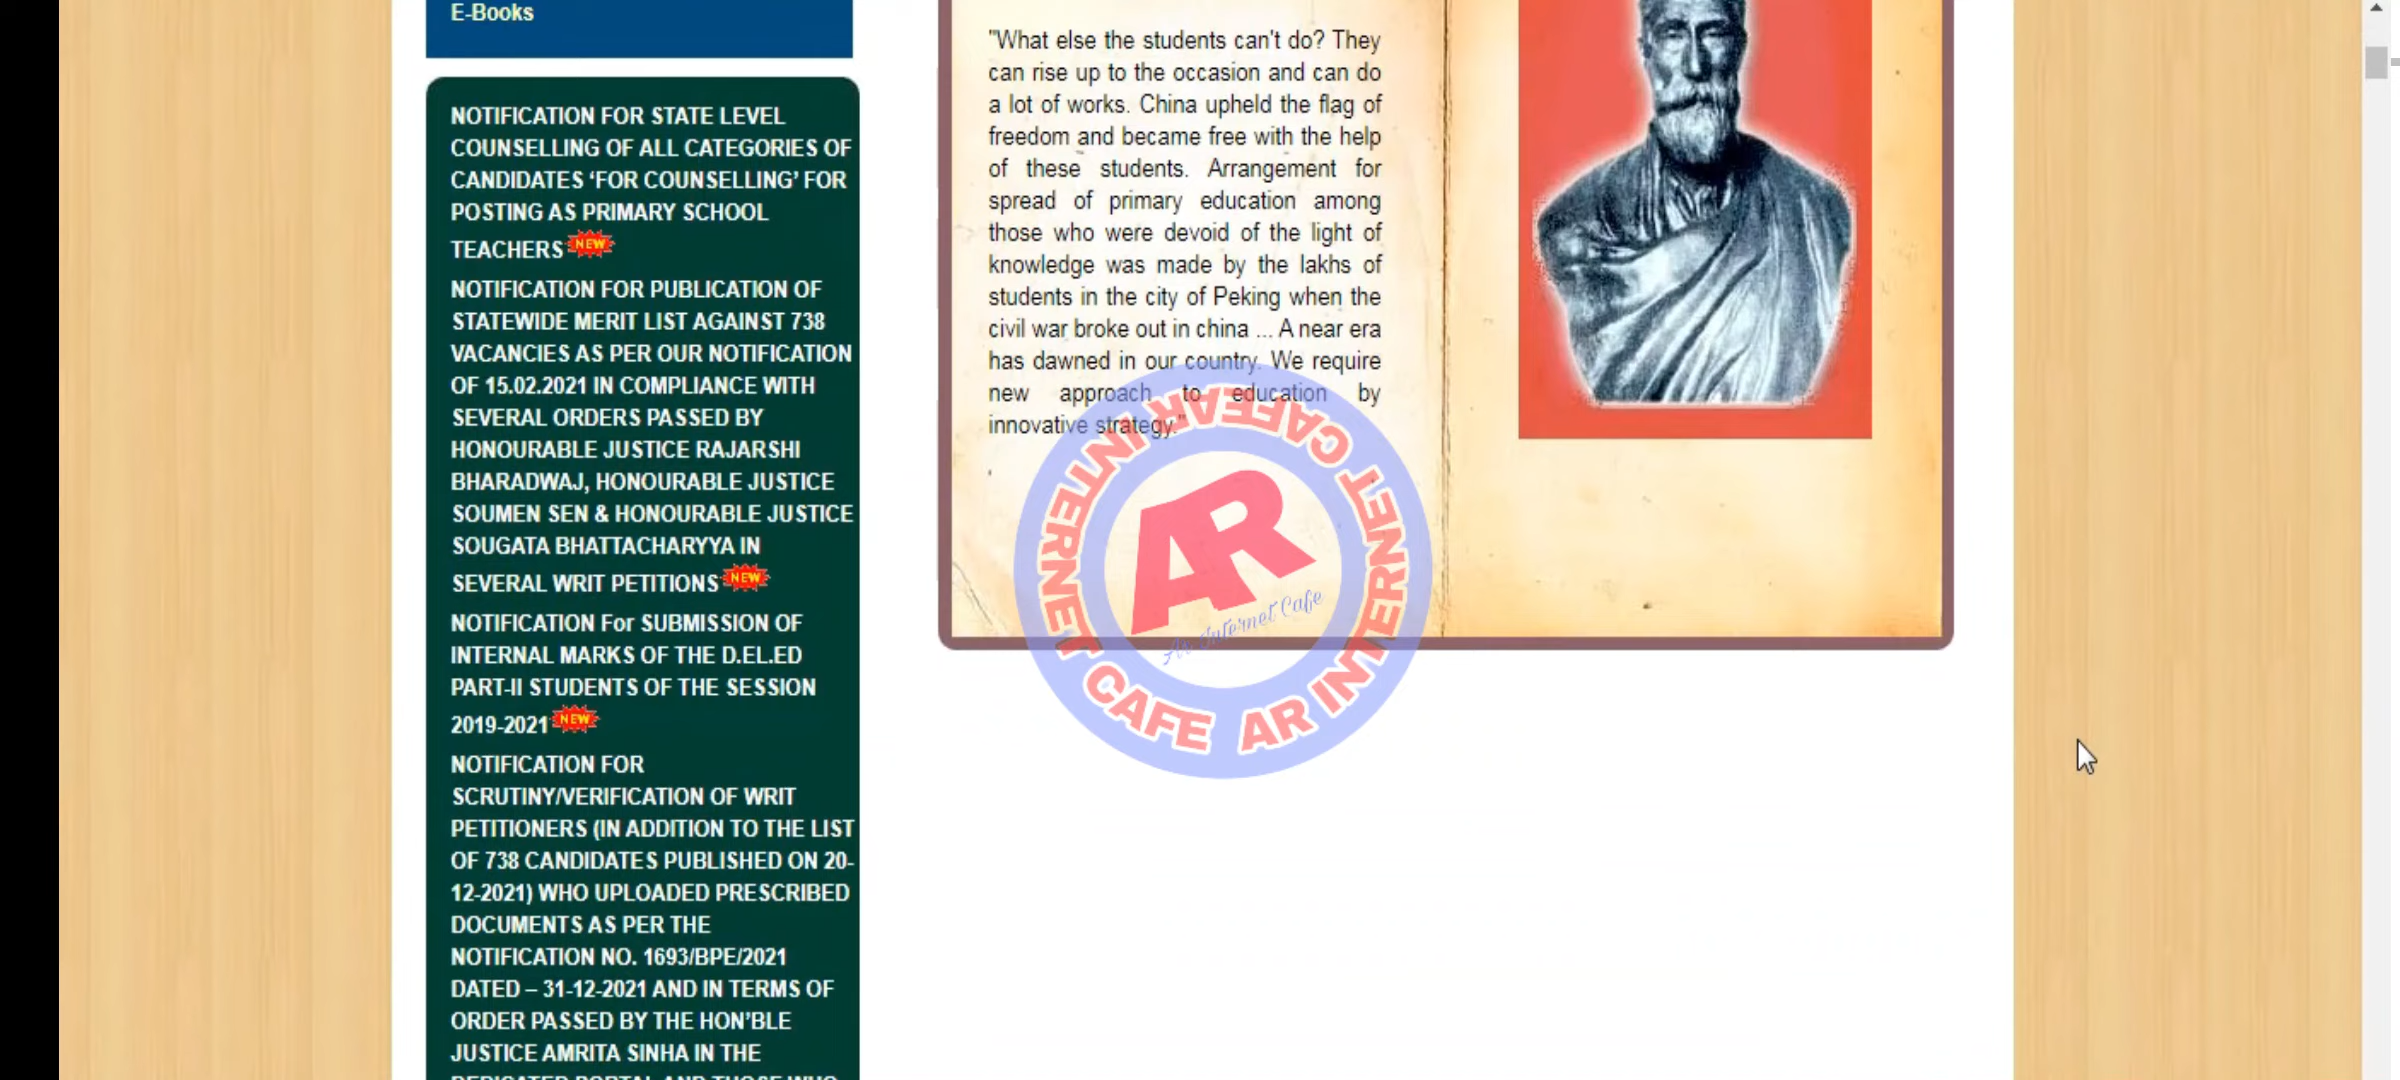 E-Books
NOTIFICATION FOR STATE LEVEL
COUNSELLING OF ALL CATEGORIES OF
CANDIDATES ‘FOR COUNSELLING’ FOR
POSTING AS PRIMARY SCHOOL
TEACHERS NEW
NOTIFICATION FOR PUBLICATION OF
STATEWIDE MERIT LIST AGAINST 738
VACANCIES AS PER OUR NOTIFICATION
OF 15.02.2021 IN COMPLIANCE WITH
SEVERAL ORDERS PASSED BY
HONOURABLE JUSTICE RAJARSHI
BHARADWAJ, HONOURABLE JUSTICE
SOUMEN SEN & HONOURABLE JUSTICE
SOUGATA BHATTACHARYYA IN
SEVERAL WRIT PETITIONS NEW
NOTIFICATION For SUBMISSION OF
INTERNAL MARKS OF THE D.EL.ED
PART-II STUDENTS OF THE SESSION
2019-2021 NEW
NOTIFICATION FOR
SCRUTINY/VERIFICATION OF WRIT
PETITIONERS (IN ADDITION TO THE LIST
OF 738 CANDIDATES PUBLISHED ON 20-
12-2021) WHO UPLOADED PRESCRIBED
DOCUMENTS AS PER THE
NOTIFICATION NO. 1693/BPE/2021
DATED – 31-12-2021 AND IN TERMS OF
ORDER PASSED BY THE HON’BLE
JUSTICE AMRITA SINHA IN THE
"What else the students can't do? They
can rise up to the occasion and can do
a lot of works. China upheld the flag of
freedom and became free with the help
of these students. Arrangement for
spread of primary education among
those who were devoid of the light of
knowledge was made by the lakhs of
students in the city of Peking when the
civil war broke out in china ... A near era
has dawned in our country. We require
new approach to education by
innovative strategy."
AR INTERNET CAFE AR INTERNET CAFE
AR
Ar Internet Cafe